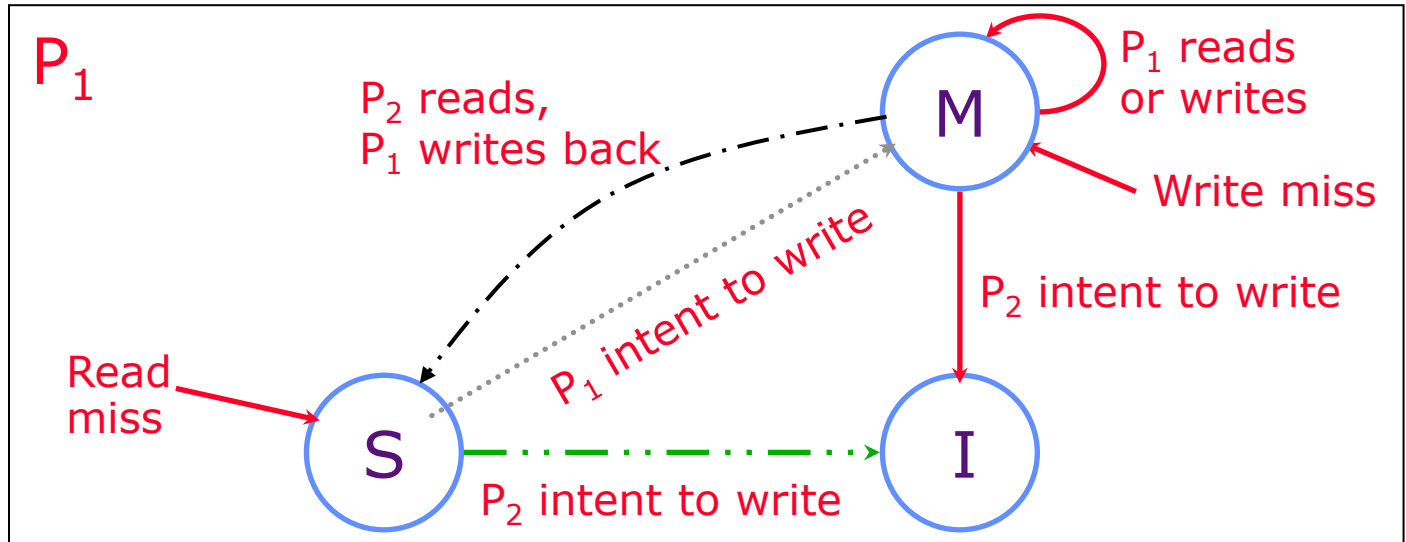 P₁
P₂ reads,
P₁ writes back
M
P₁ reads
or writes
Write miss
P₁ intent to write
P₂ intent to write
Read
miss
S
I
P₂ intent to write